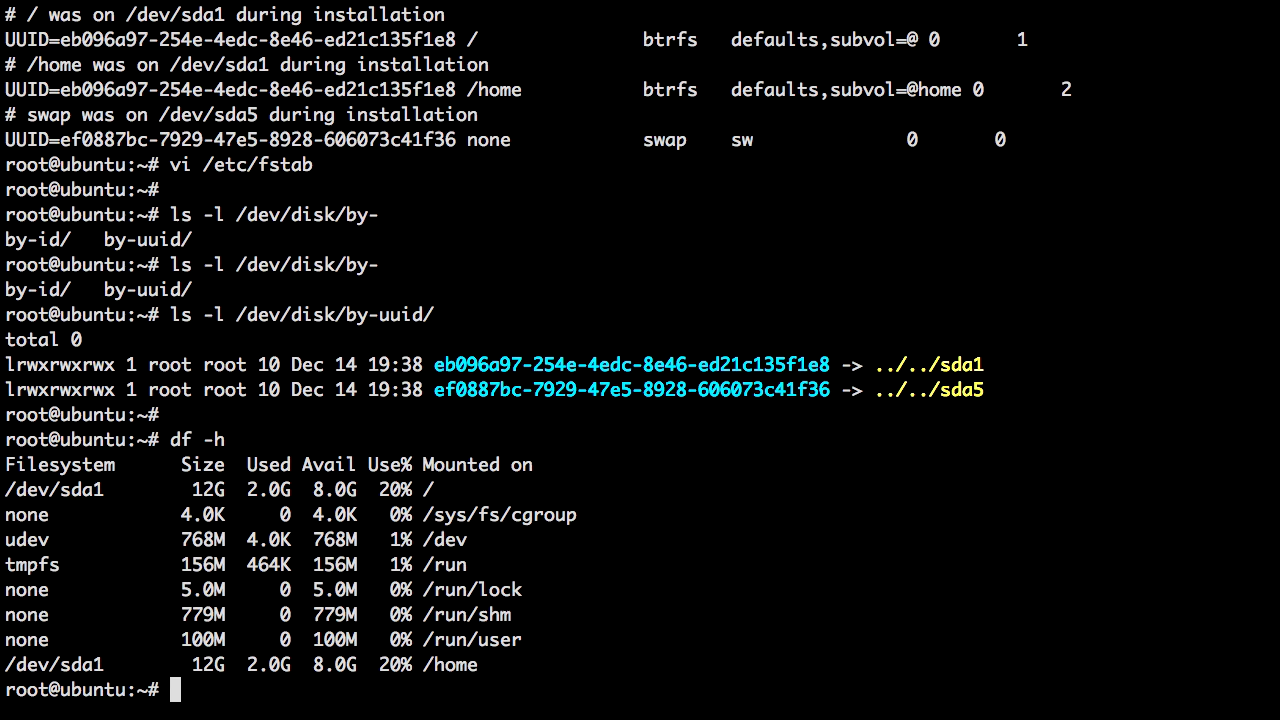 # / was on /dev/sda1 during installation
UUID=eb096a97-254e-4edc-8e46-ed21c135f1e8 /               btrfs   defaults,subvol=@ 0       1
# /home was on /dev/sda1 during installation
UUID=eb096a97-254e-4edc-8e46-ed21c135f1e8 /home           btrfs   defaults,subvol=@home 0       2
# swap was on /dev/sda5 during installation
UUID=ef0887bc-7929-47e5-8928-606073c41f36 none            swap    sw              0       0
root@ubuntu:~# vi /etc/fstab
root@ubuntu:~#
root@ubuntu:~# ls -l /dev/disk/by-
by-id/   by-uuid/
root@ubuntu:~# ls -l /dev/disk/by-
by-id/   by-uuid/
root@ubuntu:~# ls -l /dev/disk/by-uuid/
total 0
lrwxrwxrwx 1 root root 10 Dec 14 19:38 eb096a97-254e-4edc-8e46-ed21c135f1e8 -> ../../sda1
lrwxrwxrwx 1 root root 10 Dec 14 19:38 ef0887bc-7929-47e5-8928-606073c41f36 -> ../../sda5
root@ubuntu:~#
root@ubuntu:~# df -h
Filesystem      Size  Used Avail Use% Mounted on
/dev/sda1        12G  2.0G  8.0G  20% /
none            4.0K     0  4.0K   0% /sys/fs/cgroup
udev            768M  4.0K  768M   1% /dev
tmpfs           156M  464K  156M   1% /run
none            5.0M     0  5.0M   0% /run/lock
none            779M     0  779M   0% /run/shm
none            100M     0  100M   0% /run/user
/dev/sda1        12G  2.0G  8.0G  20% /home
root@ubuntu:~#